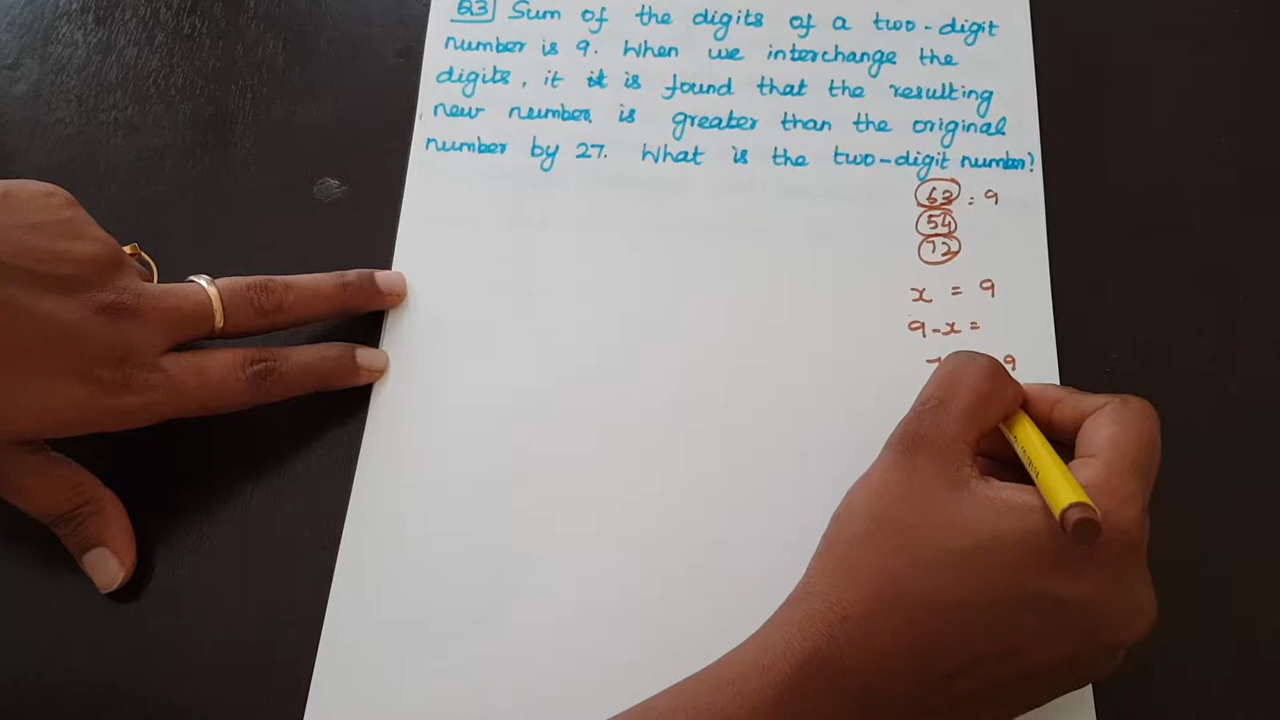 Q3) Sum of the digits of a two-digit
number is 9. When we interchange the
digits, it is found that the resulting
new number is greater than the original
number by 27. What is the two-digit number?
63 = 9
54
72
x = 9
9-x =
9